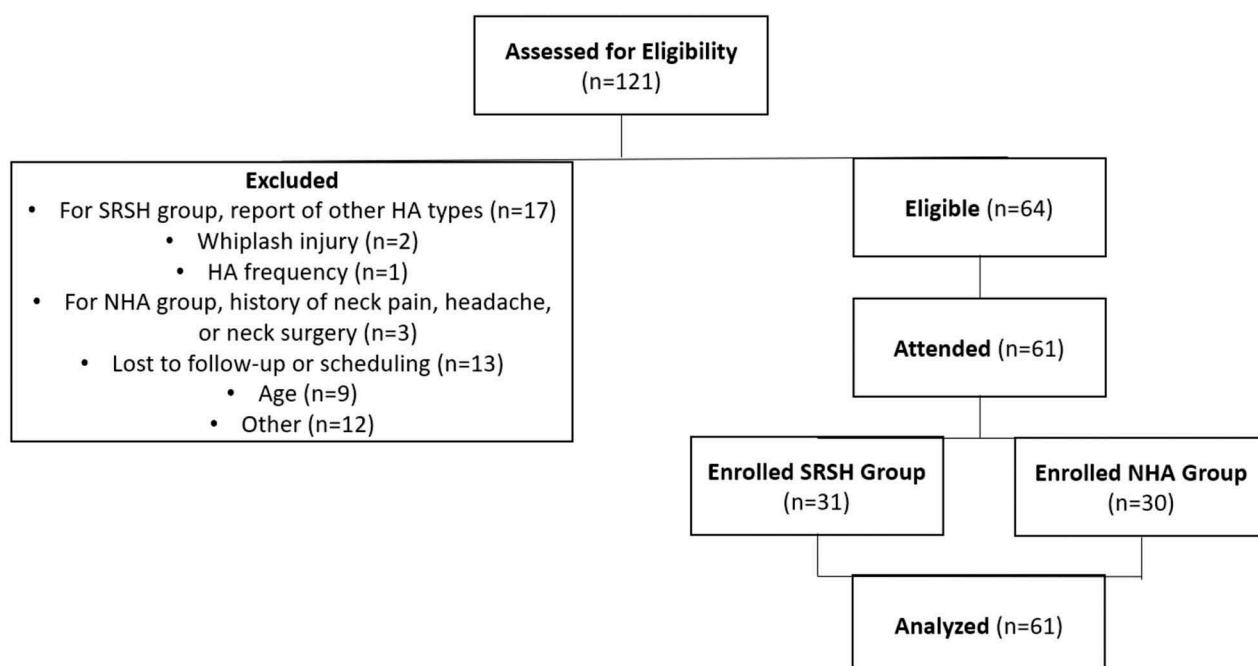 Assessed for Eligibility
(n=121)
Excluded
• For SRSH group, report of other HA types (n=17)
• Whiplash injury (n=2)
• HA frequency (n=1)
• For NHA group, history of neck pain, headache,
or neck surgery (n=3)
• Lost to follow-up or scheduling (n=13)
• Age (n=9)
• Other (n=12)
Eligible (n=64)
Attended (n=61)
Enrolled SRSH Group
(n=31)
Enrolled NHA Group
(n=30)
Analyzed (n=61)